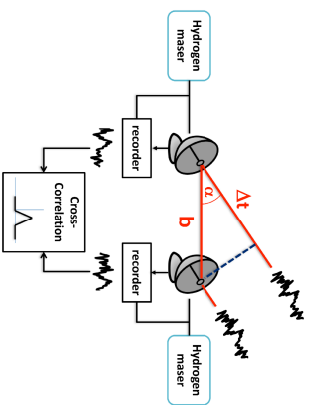 Hydrogen
maser
recorder
Δt
α
b
Cross-
Correlation
recorder
Hydrogen
maser